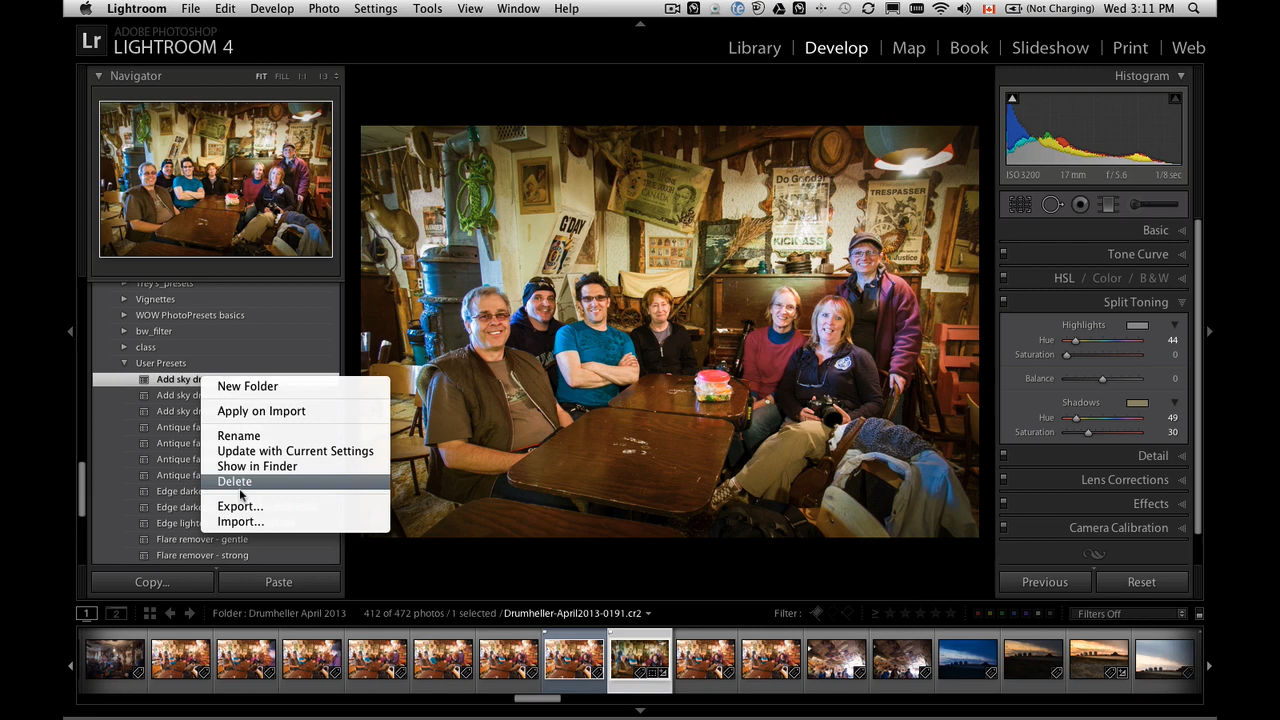 Lightroom File Edit Develop Photo Settings Tools View Window Help (Not Charging) Wed 3:11 PM
Lr ADOBE PHOTOSHOP
LIGHTROOM 4
Library | Develop | Map | Book | Slideshow | Print | Web
Navigator FIT FILL 1:1 1:3
Histogram
ISO 3200 17 mm f / 5.6 1/8 sec
Basic
Tone Curve
HSL / Color / B & W
Split Toning
Highlights
Hue 44
Saturation 0
Balance 0
Shadows
Hue 49
Saturation 30
Detail
Lens Corrections
Effects
Camera Calibration
Previous Reset
Trey's_presets
Vignettes
WOW PhotoPresets basics
bw_filter
class
User Presets
Add sky dr
Add sky
Add sky dr
Antique fa
Antique fa
Antique fa
Antique fa
Edge dark
Edge dark
Edge light
Flare remover - gentle
Flare remover - strong
New Folder
Apply on Import
Rename
Update with Current Settings
Show in Finder
Delete
Export...
Import...
Copy... Paste
G'DAY
CANADA
Do Good
KICK-ASS
TRESPASSER
Justice
1 2 Folder : Drumheller April 2013 412 of 472 photos / 1 selected / Drumheller-April2013-0191.cr2 Filter : Filters Off